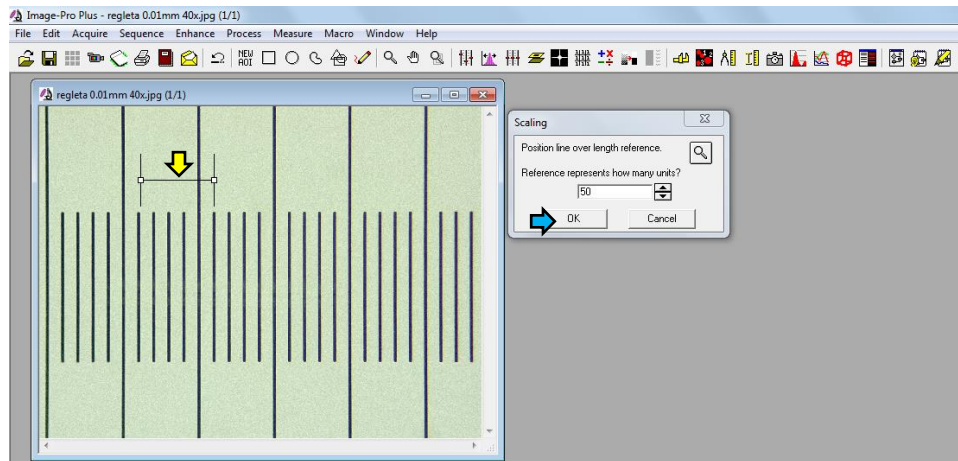 Image-Pro Plus - regleta 0.01mm 40x.jpg (1/1)
File Edit Acquire Sequence Enhance Process Measure Macro Window Help
NEW
AOI
regleta 0.01mm 40x.jpg (1/1)
Scaling
Position line over length reference.
Reference represents how many units?
50
OK Cancel